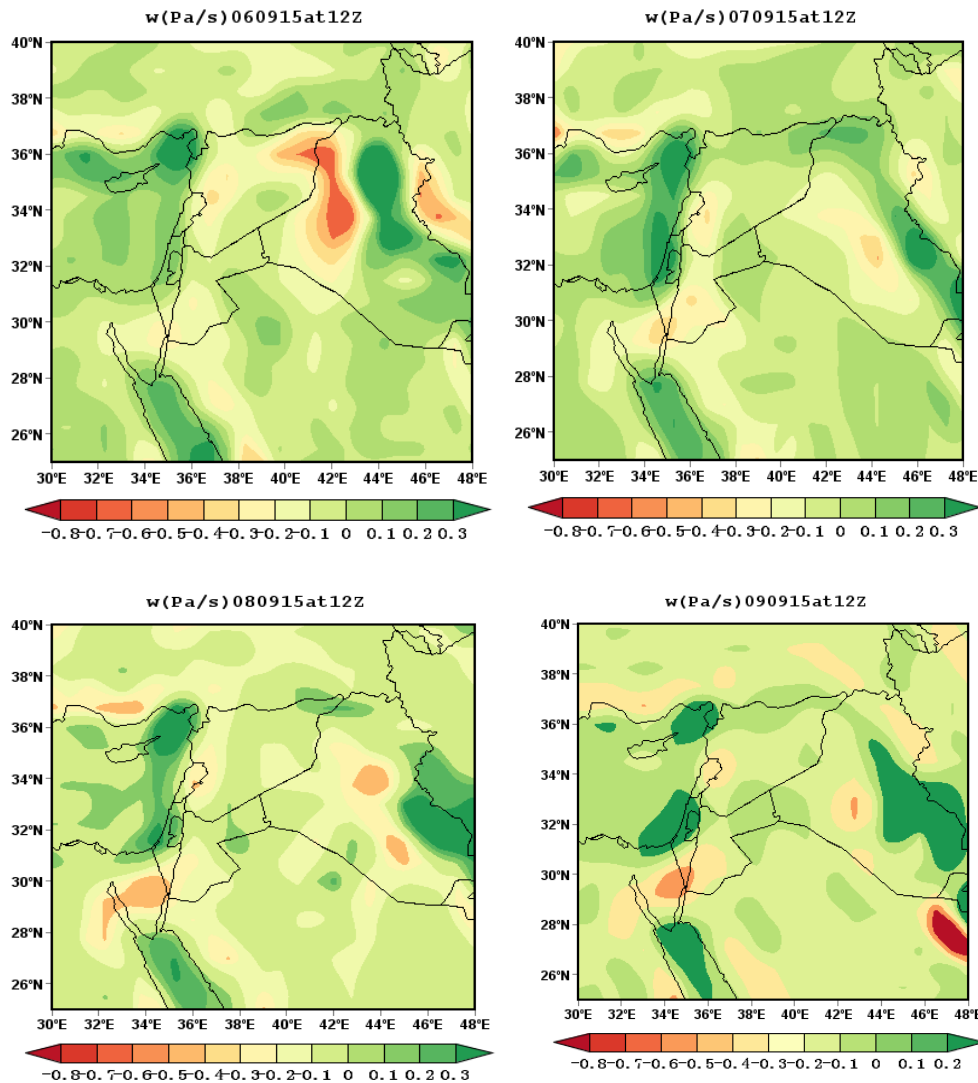 w(Pa/s)060915at12Z
40°N
38°N
36°N
34°N
32°N
30°N
28°N
26°N
30°E 32°E 34°E 36°E 38°E 40°E 42°E 44°E 46°E 48°E
-0.8-0.7-0.6-0.5-0.4-0.3-0.2-0.1 0 0.1 0.2 0.3
w(Pa/s)070915at12Z
40°N
38°N
36°N
34°N
32°N
30°N
28°N
26°N
30°E 32°E 34°E 36°E 38°E 40°E 42°E 44°E 46°E 48°E
-0.8-0.7-0.6-0.5-0.4-0.3-0.2-0.1 0 0.1 0.2 0.3
w(Pa/s)080915at12Z
40°N
38°N
36°N
34°N
32°N
30°N
28°N
26°N
30°E 32°E 34°E 36°E 38°E 40°E 42°E 44°E 46°E 48°E
-0.8-0.7-0.6-0.5-0.4-0.3-0.2-0.1 0 0.1 0.2 0.3
w(Pa/s)090915at12Z
40°N
38°N
36°N
34°N
32°N
30°N
28°N
26°N
30°E 32°E 34°E 36°E 38°E 40°E 42°E 44°E 46°E 48°E
-0.8-0.7-0.6-0.5-0.4-0.3-0.2-0.1 0 0.1 0.2